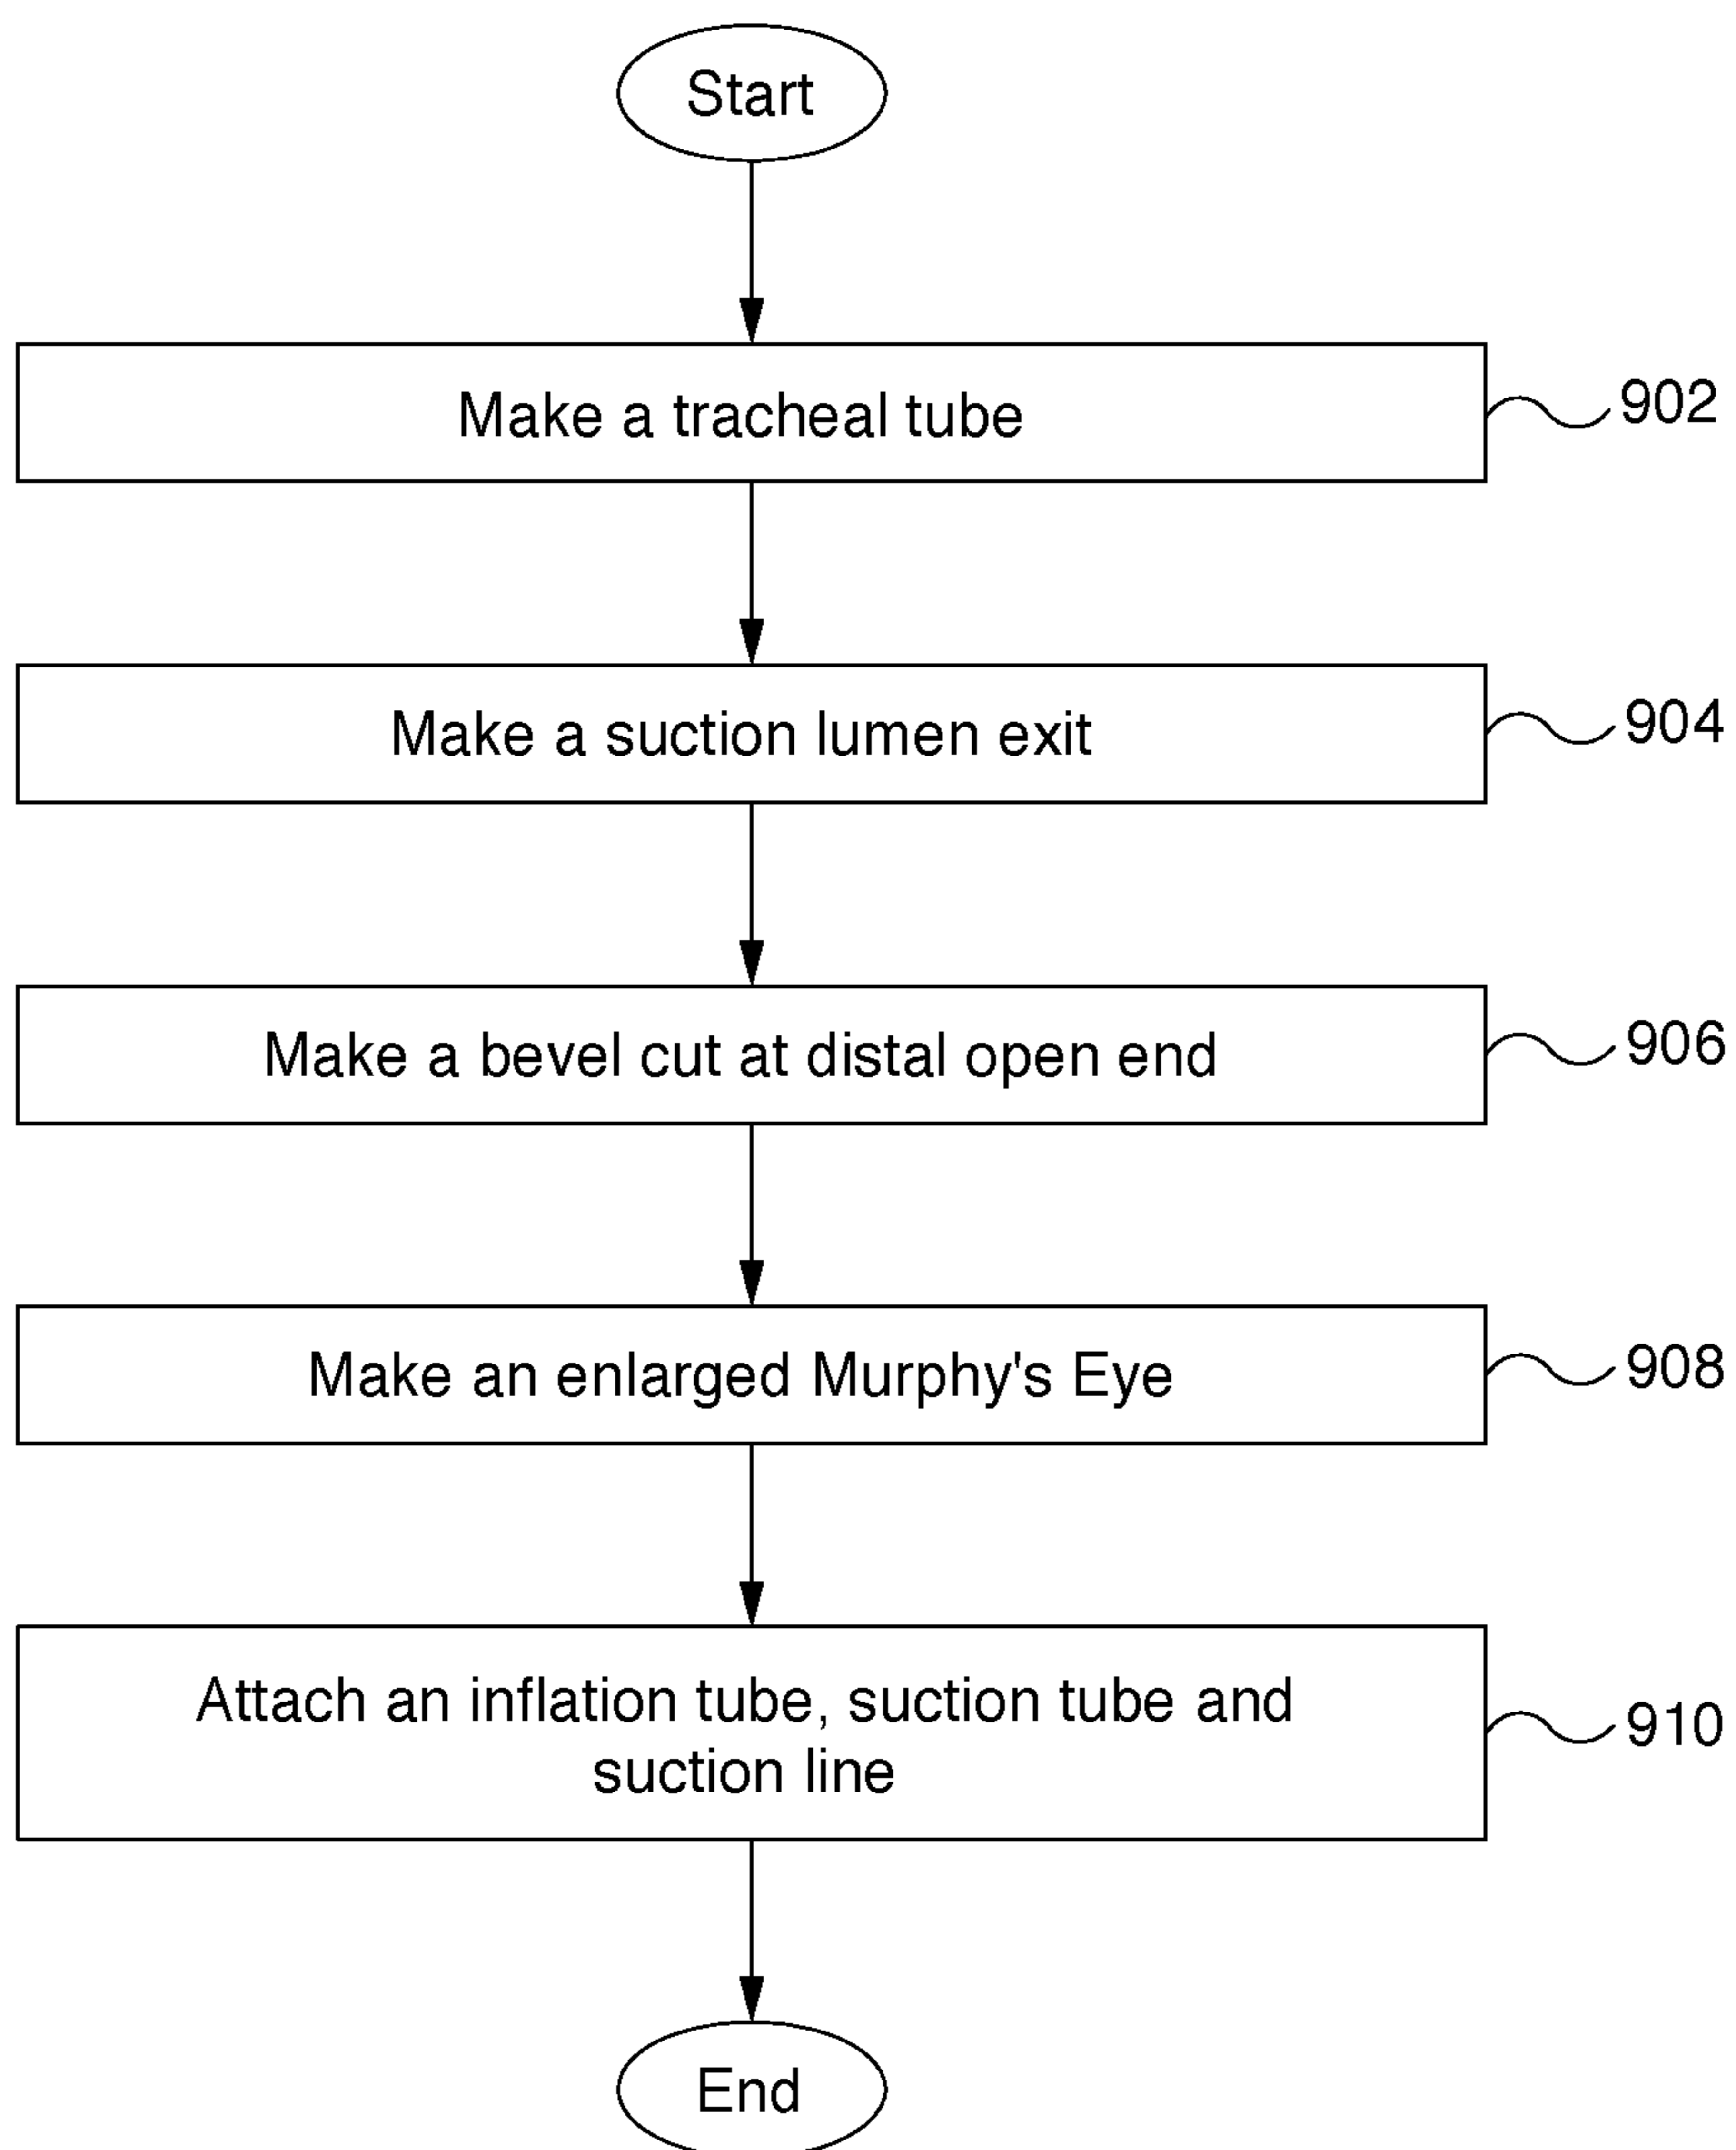 Start
Make a tracheal tube
902
Make a suction lumen exit
904
Make a bevel cut at distal open end
906
Make an enlarged Murphy's Eye
908
Attach an inflation tube, suction tube and
suction line
910
End